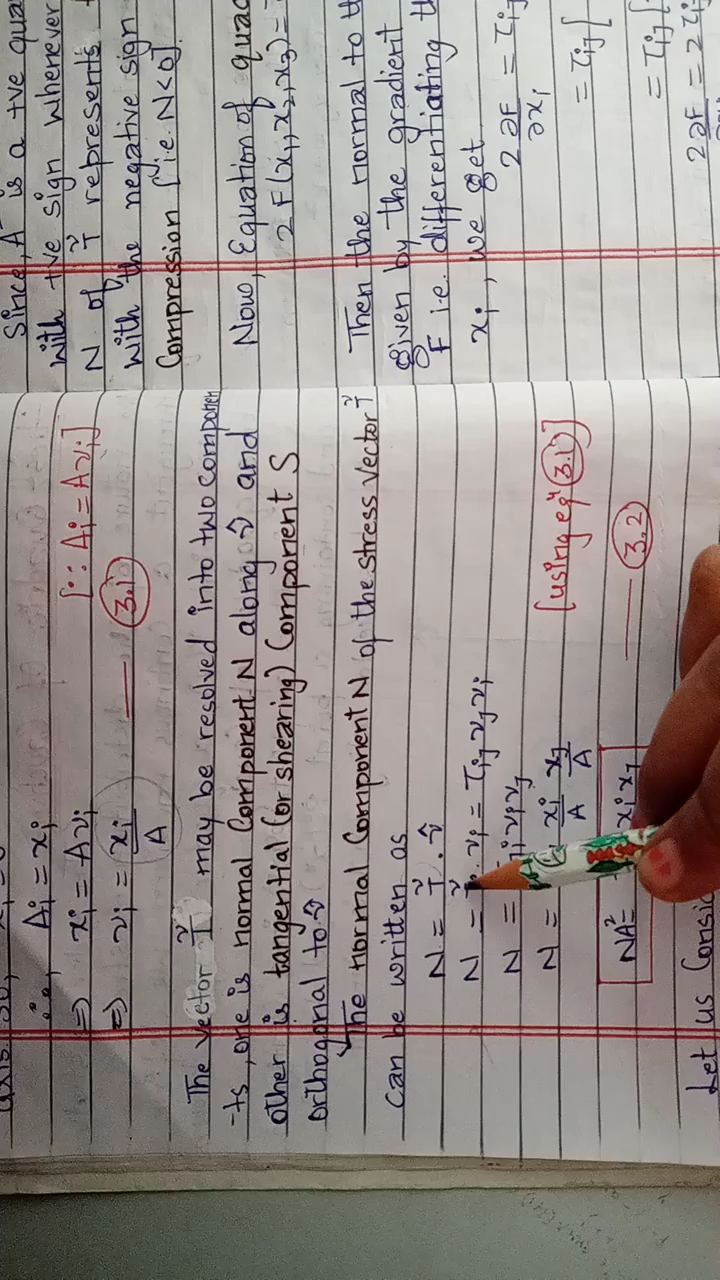 ∴, Ai = xi
⇒ xi = Aνi [∵ Ai = Aνi]
⇒ νi = xi/A — (3.1)
The vector T̆ may be resolved into two componen
-ts, one is normal Component N along ν̂ and
other is tangential (or shearing) Component S
orthogonal to ν̂
The normal Component N of the stress vector T̆
can be written as
N = T̆ . ν̂
N = νi = τij νj νi
N = νi νj
N = xi/A xj/A [using eqⁿ (3.1)]
NA² = xi xj — (3.2)
Let us Consi
Since, A is a +ve qua
with +ve sign whenever
N of T̆ represents
with the negative sign
Compression [i.e. N<0].
Now, Equation of quad
2F(x₁, x₂, x₃) =
Then the normal to th
given by the gradient
F i.e. differentiating th
xi, we get
2 ∂F/∂xi = τij
= τij [
= τij [
2 ∂F = 2 τij